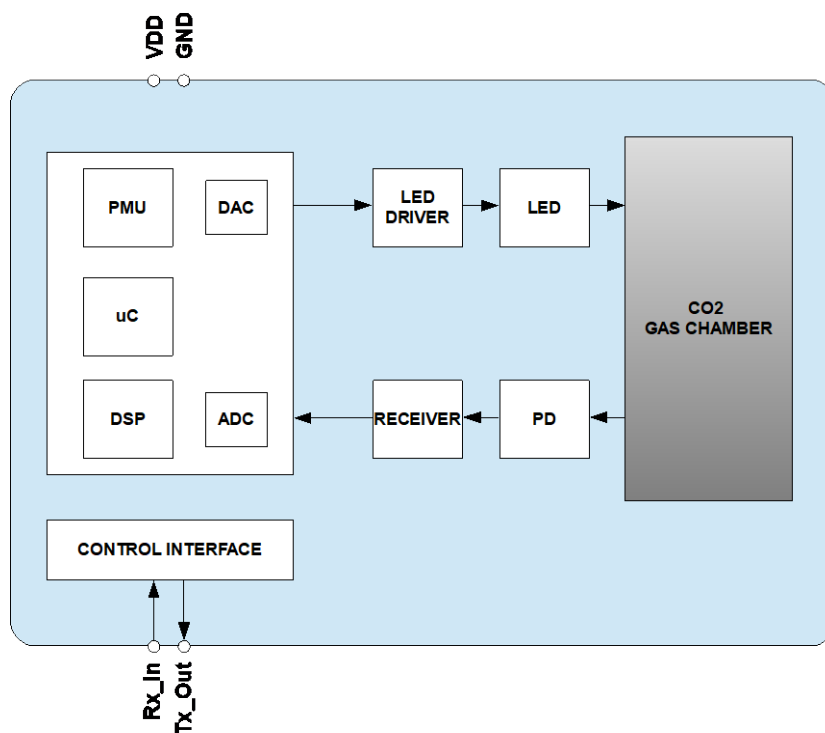 VDD
GND
PMU
DAC
LED
DRIVER
LED
uC
CO2
GAS CHAMBER
DSP
ADC
RECEIVER
PD
CONTROL INTERFACE
Rx_In
Tx_Out